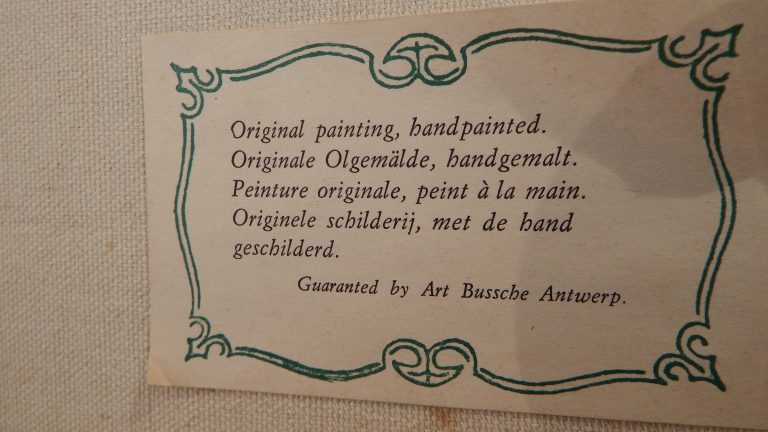 Original painting, handpainted.
Originale Olgemälde, handgemalt.
Peinture originale, peint à la main.
Originele schilderij, met de hand
geschilderd.
Guaranted by Art Bussche Antwerp.